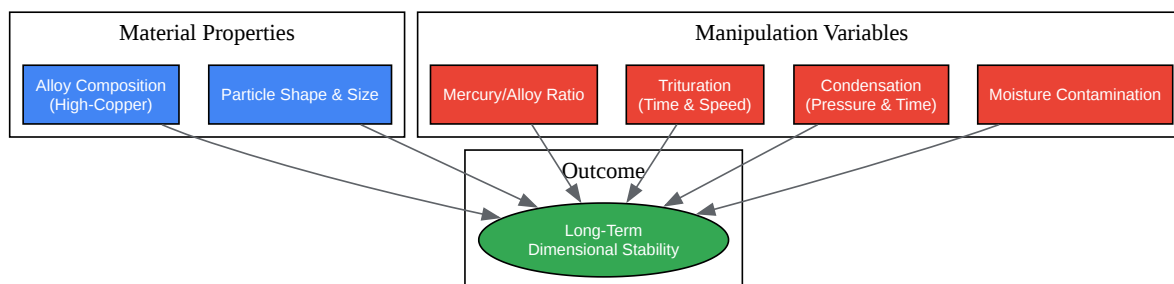 Material Properties
Manipulation Variables
Alloy Composition
(High-Copper)
Particle Shape & Size
Mercury/Alloy Ratio
Trituration
(Time & Speed)
Condensation
(Pressure & Time)
Moisture Contamination
Outcome
Long-Term
Dimensional Stability